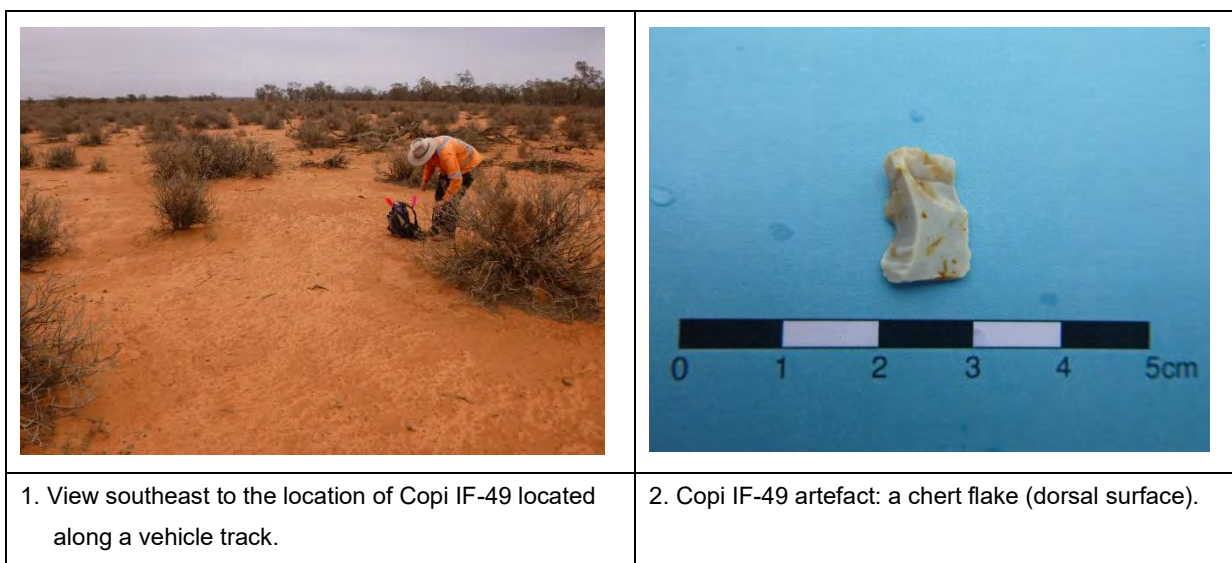 0 1 2 3 4 5cm
1. View southeast to the location of Copi IF-49 located
along a vehicle track.
2. Copi IF-49 artefact: a chert flake (dorsal surface).